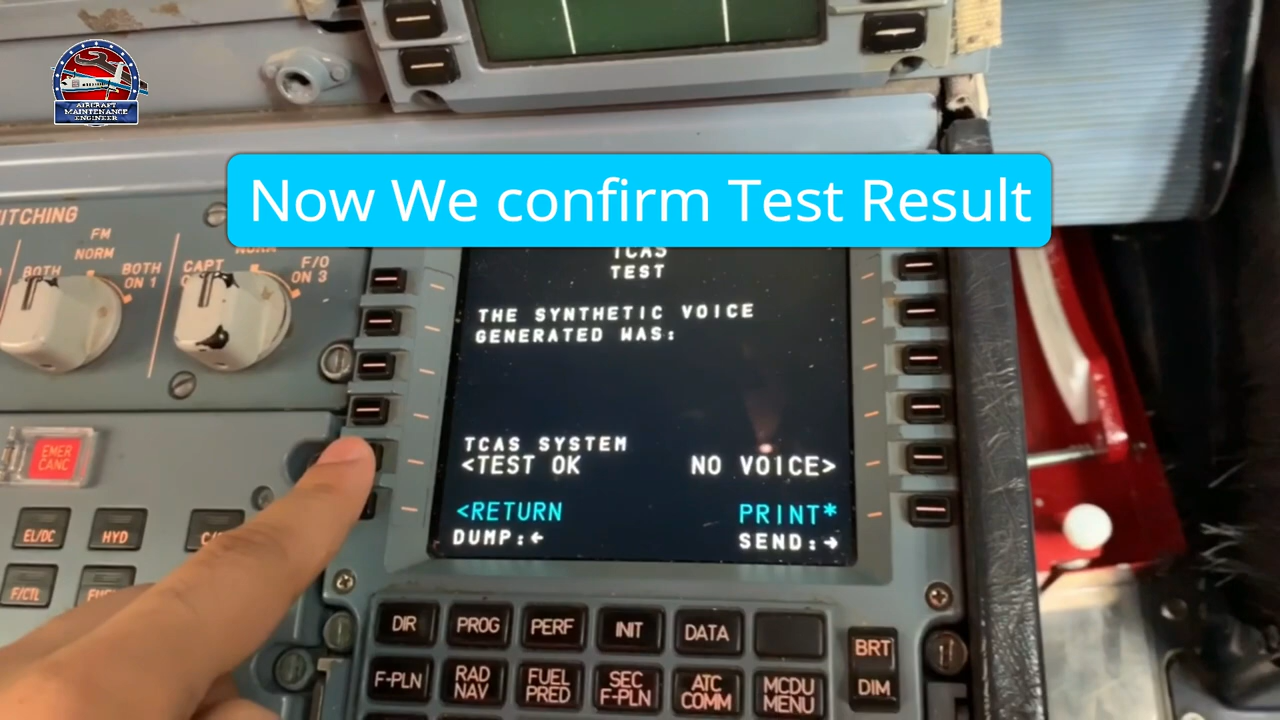 AIRCRAFT
MAINTENANCE
ENGINEER
Now We confirm Test Result
ITCHING
FM
NORM
BOTH
BOTH
ON 1
CAPT
NORM
F/O
ON 3
TCAS
TEST
THE SYNTHETIC VOICE
GENERATED WAS:
TCAS SYSTEM
<TEST OK
NO VOICE>
<RETURN
PRINT*
DUMP:←
SEND:→
EMER
CANC
EL/DC
HYD
F/CTL
DIR
PROG
PERF
INIT
DATA
BRT
DIM
F-PLN
RAD
NAV
FUEL
PRED
SEC
F-PLN
ATC
COMM
MCDU
MENU